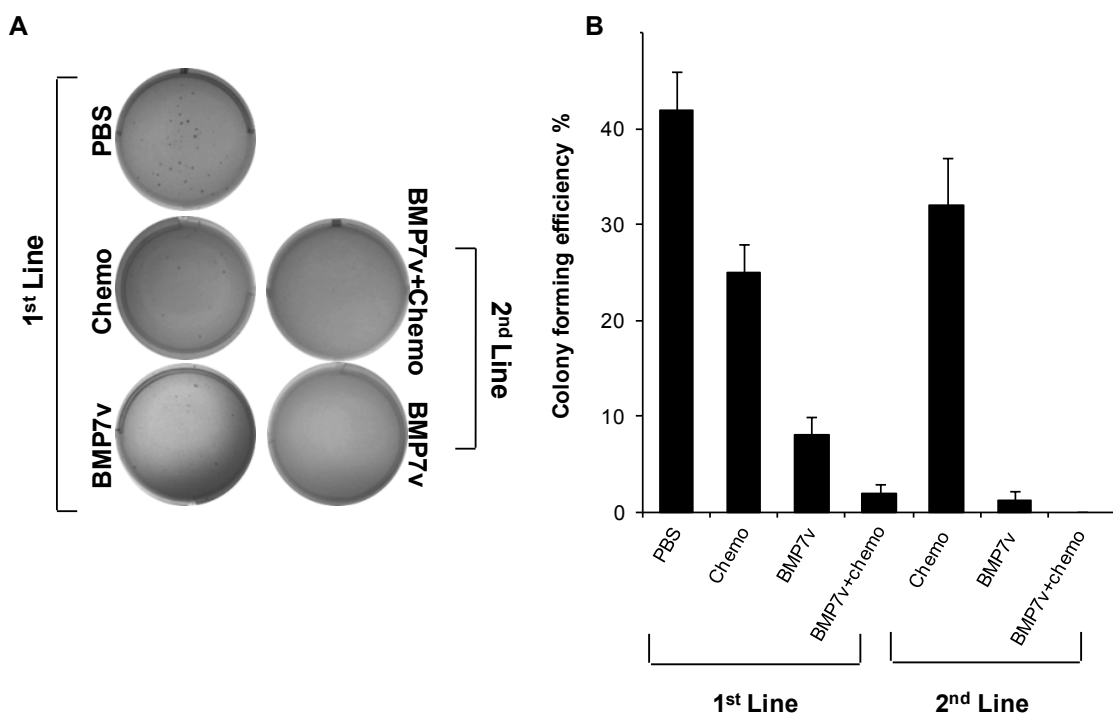 A
1st Line
PBS
Chemo
BMP7v
BMP7v+Chemo
BMP7v
2nd Line
B
Colony forming efficiency %
40
30
20
10
0
PBS
Chemo
BMP7v
BMP7v+chemo
Chemo
BMP7v
BMP7v+chemo
1st Line
2nd Line